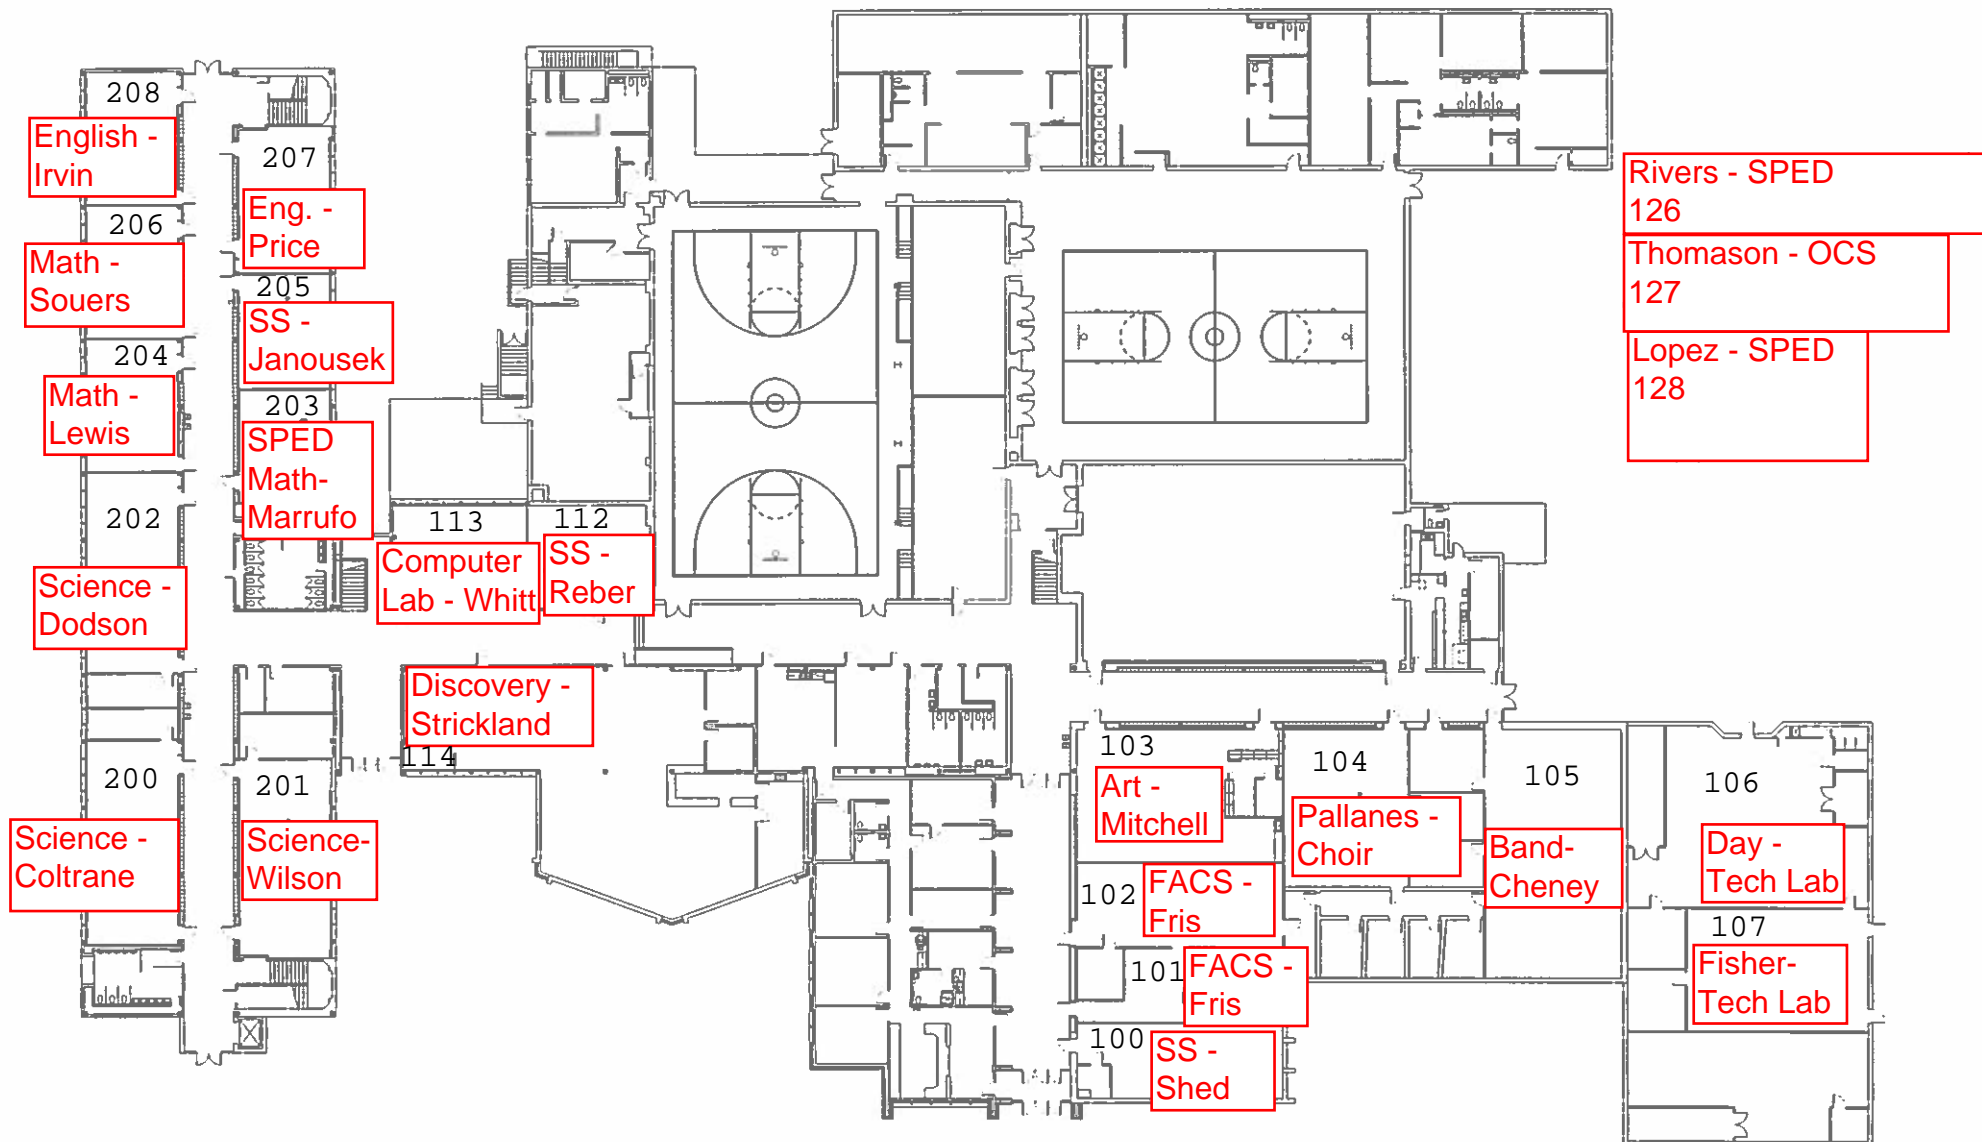 208
English -
Irvin
207
Eng. -
Price
206
Math -
Souers
205
SS -
Janousek
204
Math -
Lewis
203
SPED
Math-
Marrufo
202
Science -
Dodson
113
Computer
Lab - Whitt
112
SS -
Reber
Discovery -
Strickland
114
200
Science -
Coltrane
201
Science-
Wilson
Rivers - SPED
126
Thomason - OCS
127
Lopez - SPED
128
103
Art -
Mitchell
104
Pallanes -
Choir
105
Band-
Cheney
106
Day -
Tech Lab
102
FACS -
Fris
101
FACS -
Fris
107
Fisher-
Tech Lab
100
SS -
Shed